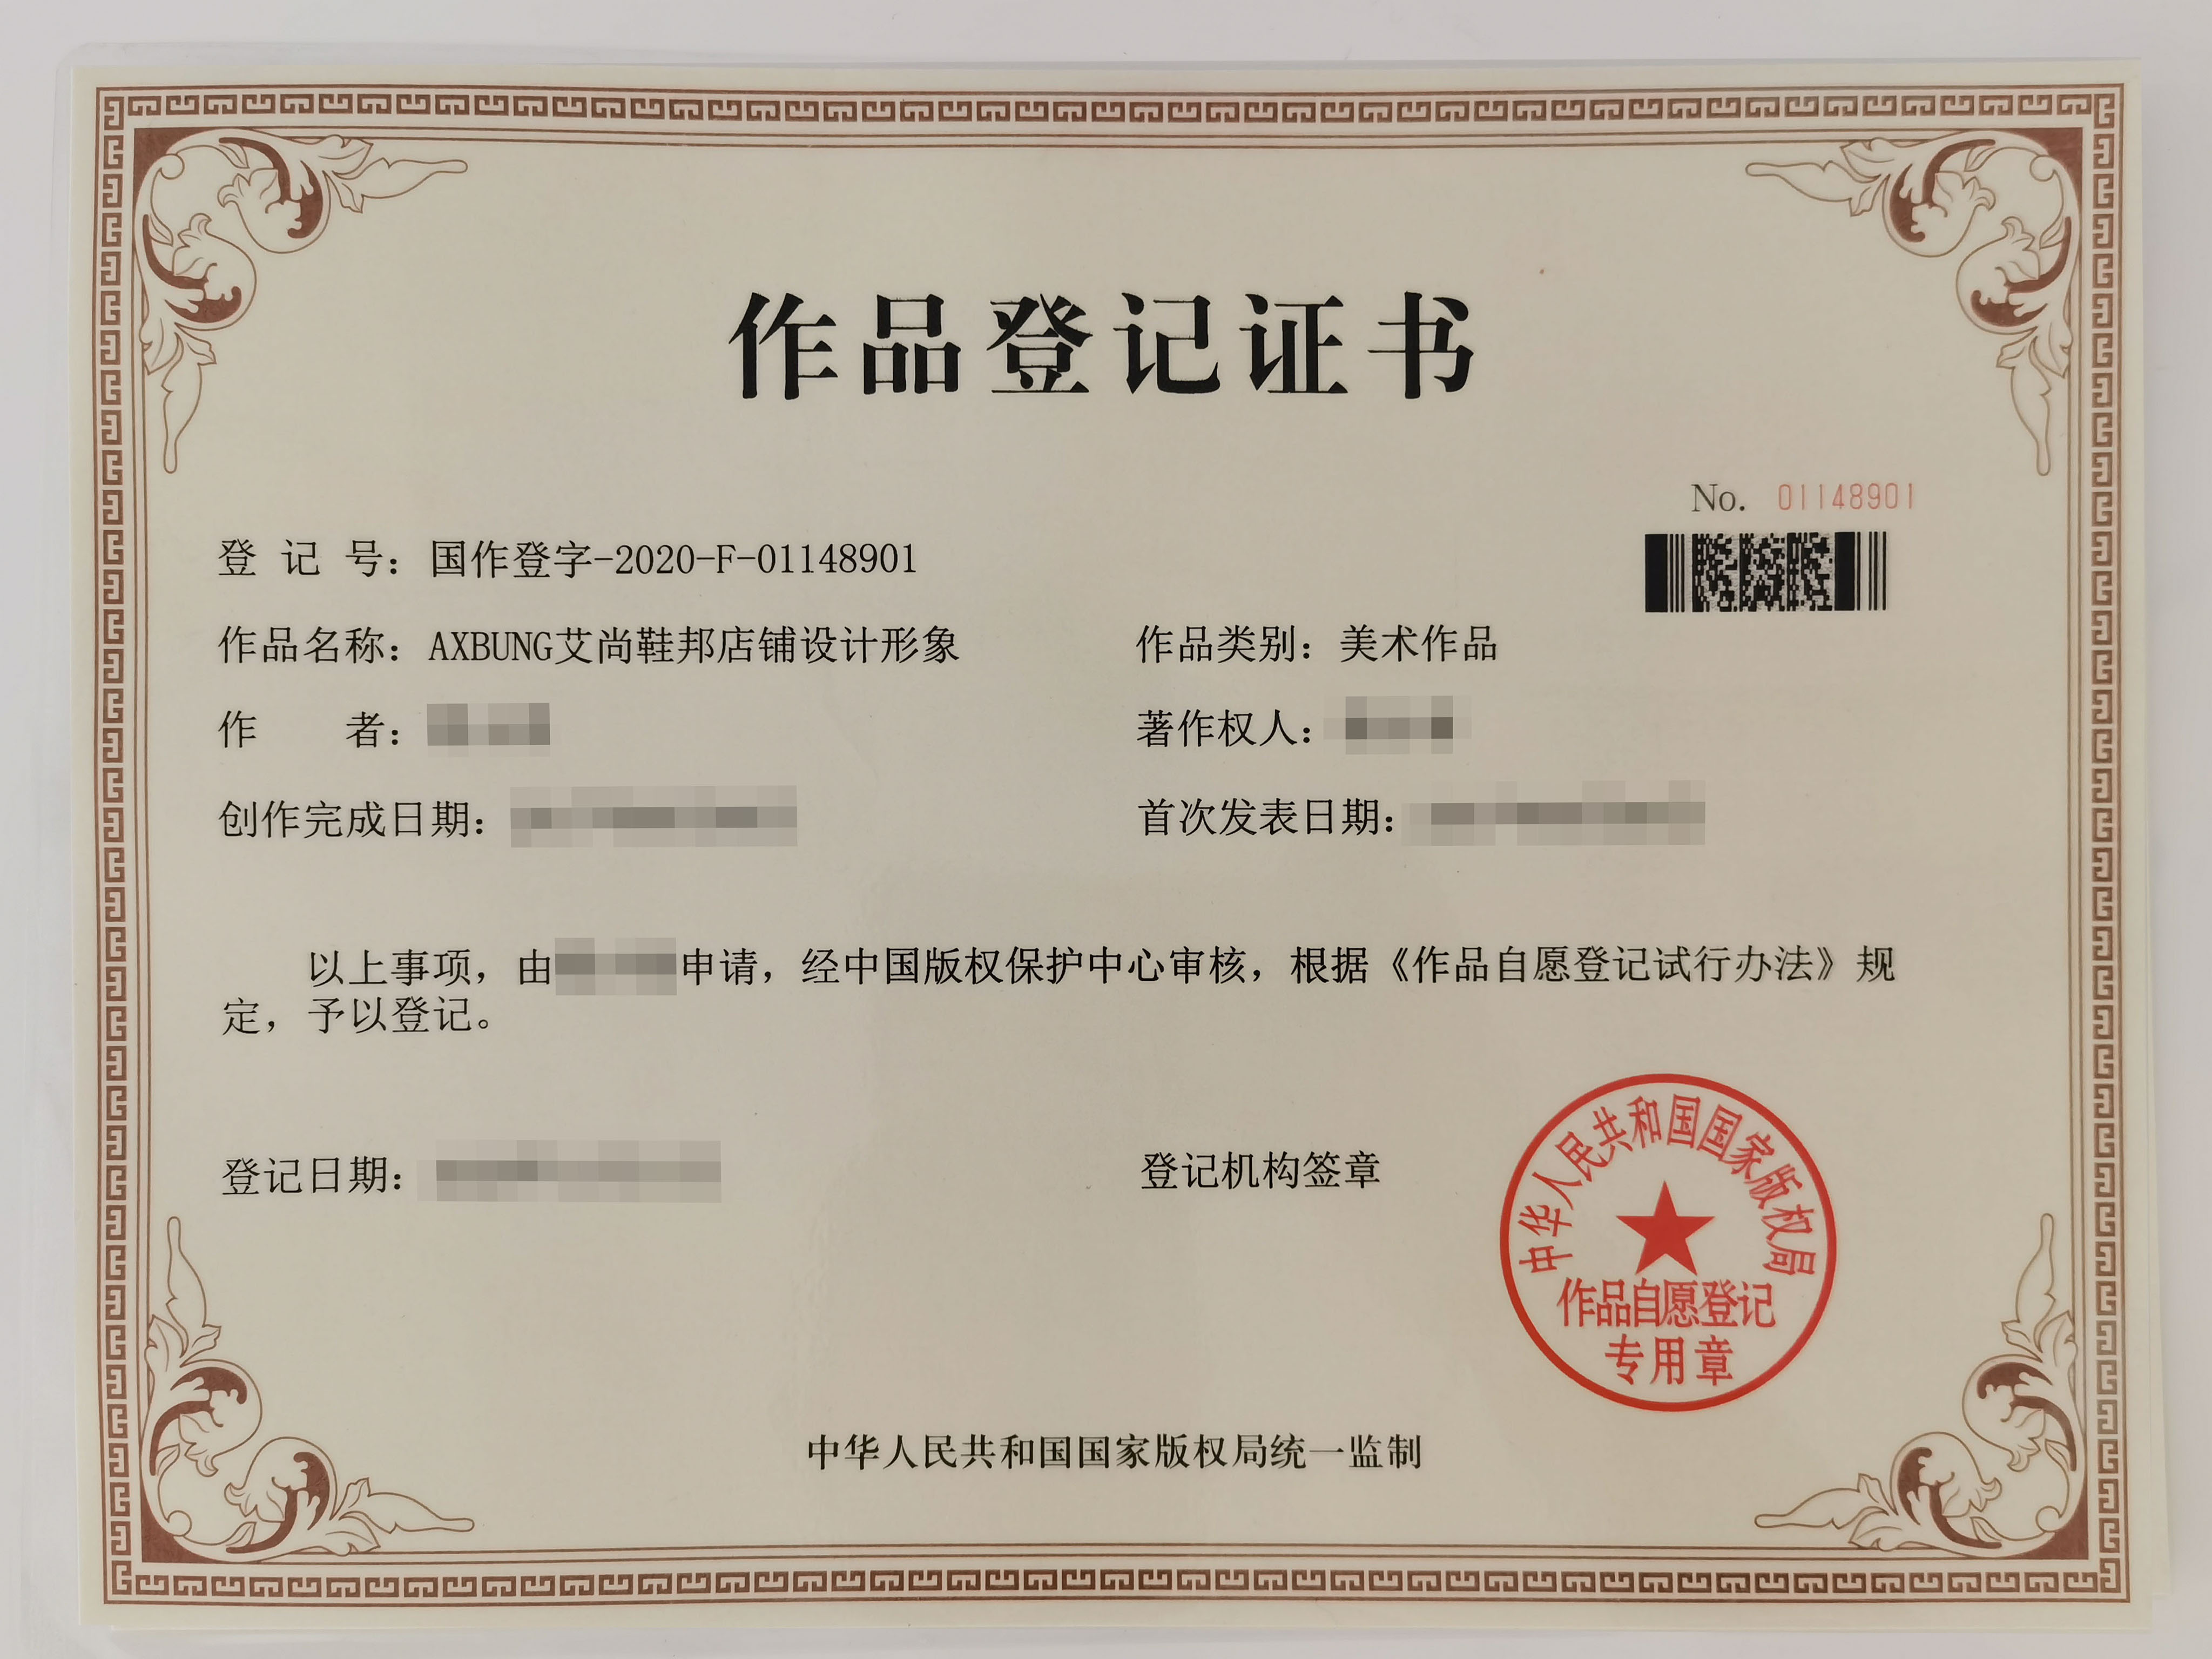 作品登记证书
No. 01148901
登 记 号：国作登字-2020-F-01148901
作品名称：AXBUNG艾尚鞋邦店铺设计形象 作品类别：美术作品
作 者： 著作权人：
创作完成日期： 首次发表日期：
以上事项，由 申请，经中国版权保护中心审核，根据《作品自愿登记试行办法》规
定，予以登记。
登记日期： 登记机构签章
中华人民共和国国家版权局
作品自愿登记
专用章
中华人民共和国国家版权局统一监制